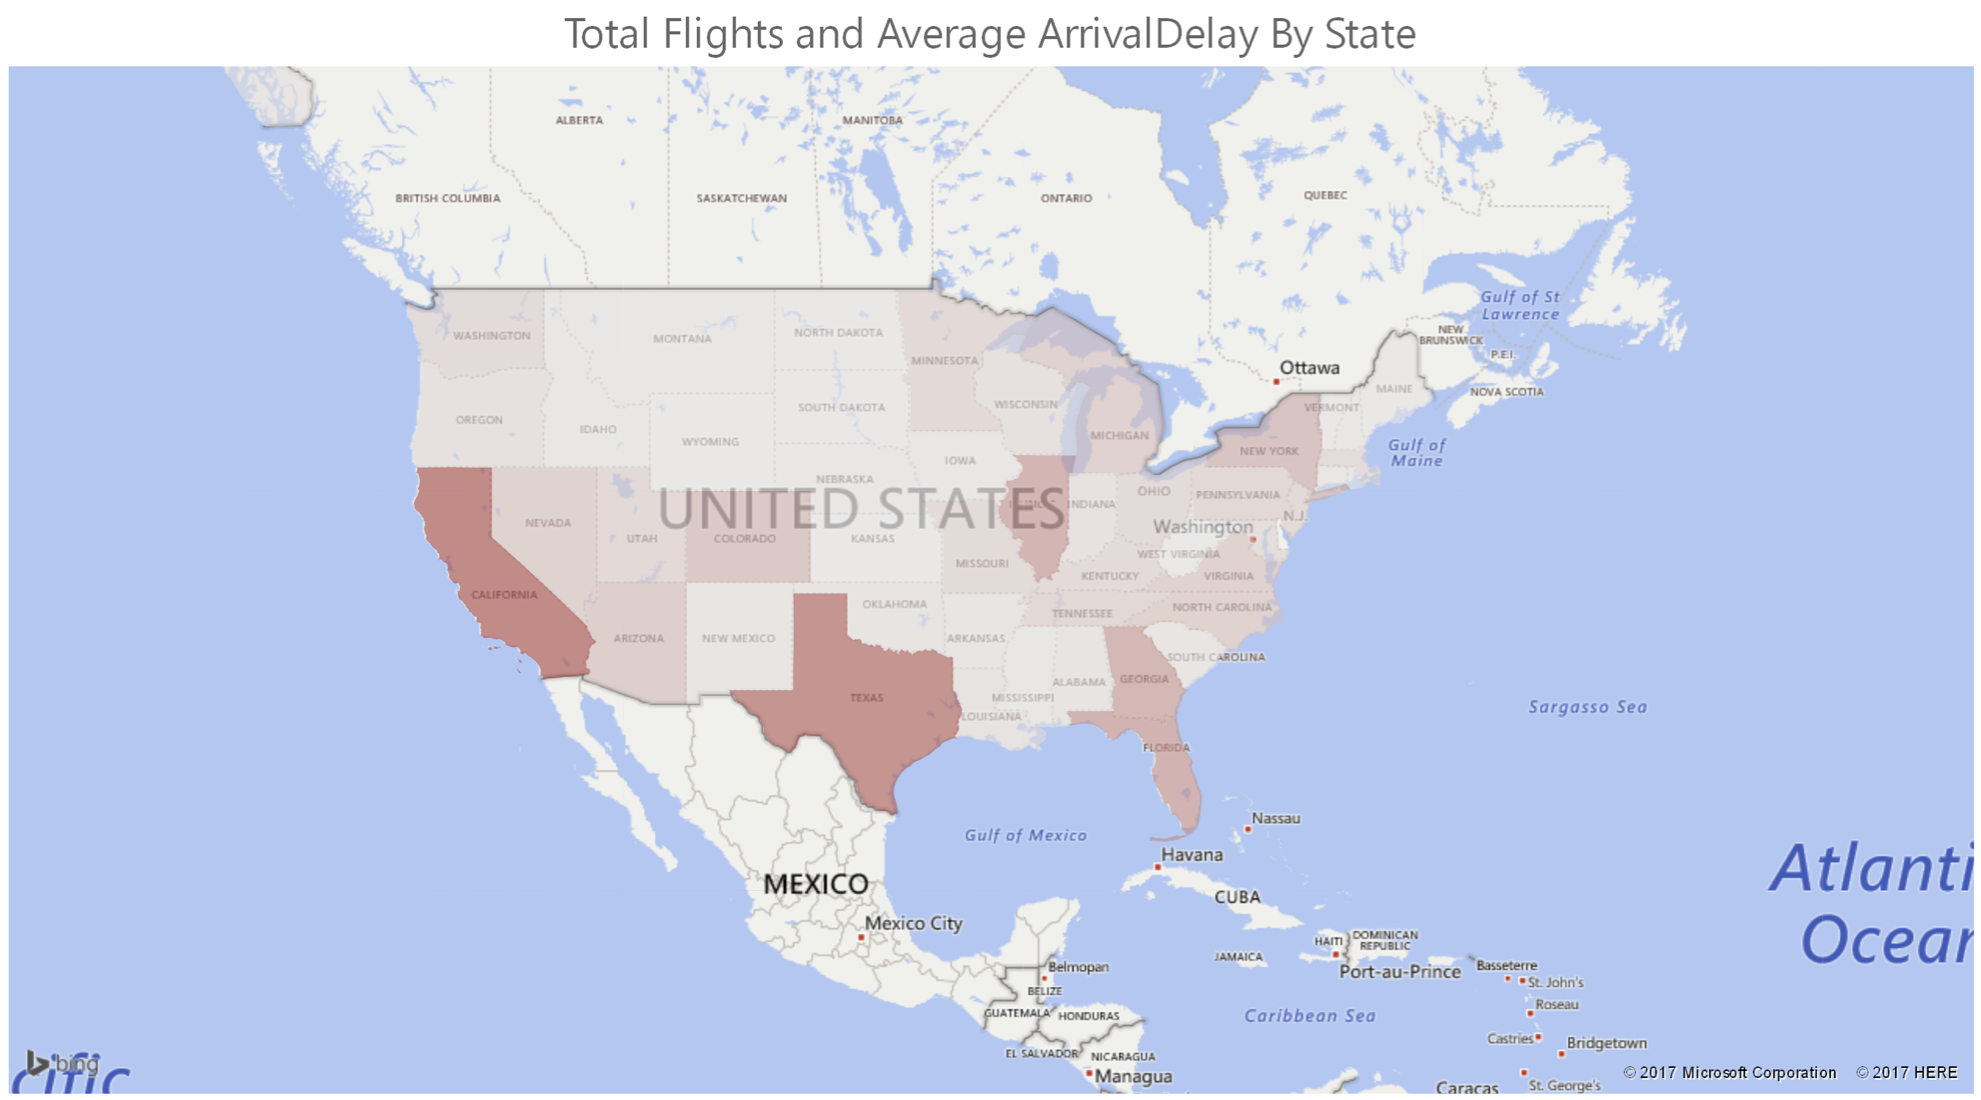 Total Flights and Average ArrivalDelay By State
ALBERTA
MANITOBA
BRITISH COLUMBIA
SASKATCHEWAN
ONTARIO
QUEBEC
Gulf of St
Lawrence
WASHINGTON
MONTANA
NORTH DAKOTA
MINNESOTA
NEW
BRUNSWICK
P.E.I.
Ottawa
MAINE
NOVA SCOTIA
OREGON
IDAHO
WYOMING
SOUTH DAKOTA
WISCONSIN
MICHIGAN
VERMONT
NEW YORK
Gulf of
Maine
IOWA
NEBRASKA
UNITED STATES
ILLINOIS
INDIANA
OHIO
PENNSYLVANIA
N.J.
NEVADA
UTAH
COLORADO
KANSAS
MISSOURI
Washington
WEST VIRGINIA
KENTUCKY
VIRGINIA
CALIFORNIA
ARIZONA
NEW MEXICO
OKLAHOMA
ARKANSAS
TENNESSEE
NORTH CAROLINA
SOUTH CAROLINA
TEXAS
LOUISIANA
MISSISSIPPI
ALABAMA
GEORGIA
FLORIDA
Sargasso Sea
Gulf of Mexico
Nassau
Havana
CUBA
Atlanti
Ocear
MEXICO
Mexico City
JAMAICA
HAITI
DOMINICAN
REPUBLIC
Port-au-Prince
Basseterre
St. John's
Roseau
Belmopan
BELIZE
GUATEMALA
HONDURAS
Caribbean Sea
Castries
Bridgetown
EL SALVADOR
NICARAGUA
Managua
Caracas
St. George's
bing
cific
© 2017 Microsoft Corporation © 2017 HERE